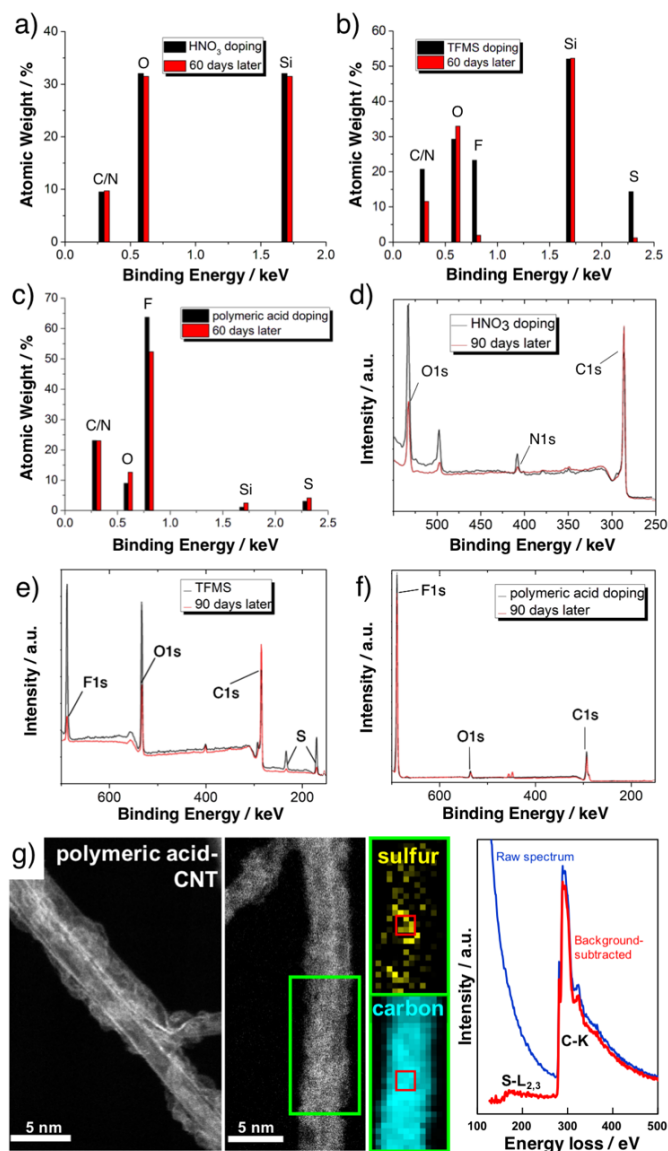 a)
HNO3 doping
60 days later
O
Si
C/N
Atomic Weight / %
40
30
20
10
0
0.0 0.5 1.0 1.5 2.0
Binding Energy / keV
b)
TFMS doping
60 days later
Si
O
F
C/N
S
Atomic Weight / %
60
50
40
30
20
10
0
0.0 0.5 1.0 1.5 2.0 2.5
Binding Energy / keV
c)
polymeric acid doping
60 days later
F
C/N
O
Si
S
Atomic Weight / %
70
60
50
40
30
20
10
0
0.0 0.5 1.0 1.5 2.0 2.5
Binding Energy / keV
d)
HNO3 doping
90 days later
O1s
C1s
N1s
Intensity / a.u.
500 450 400 350 300 250
Binding Energy / keV
e)
TFMS
90 days later
O1s
F1s
C1s
S
Intensity / a.u.
600 400 200
Binding Energy / keV
f)
polymeric acid doping
90 days later
F1s
O1s
C1s
Intensity / a.u.
600 400 200
Binding Energy / keV
g)
polymeric acid-
CNT
5 nm
5 nm
sulfur
carbon
Raw spectrum
Background-
subtracted
C-K
S-L2,3
Intensity / a.u.
100 200 300 400 500
Energy loss / eV